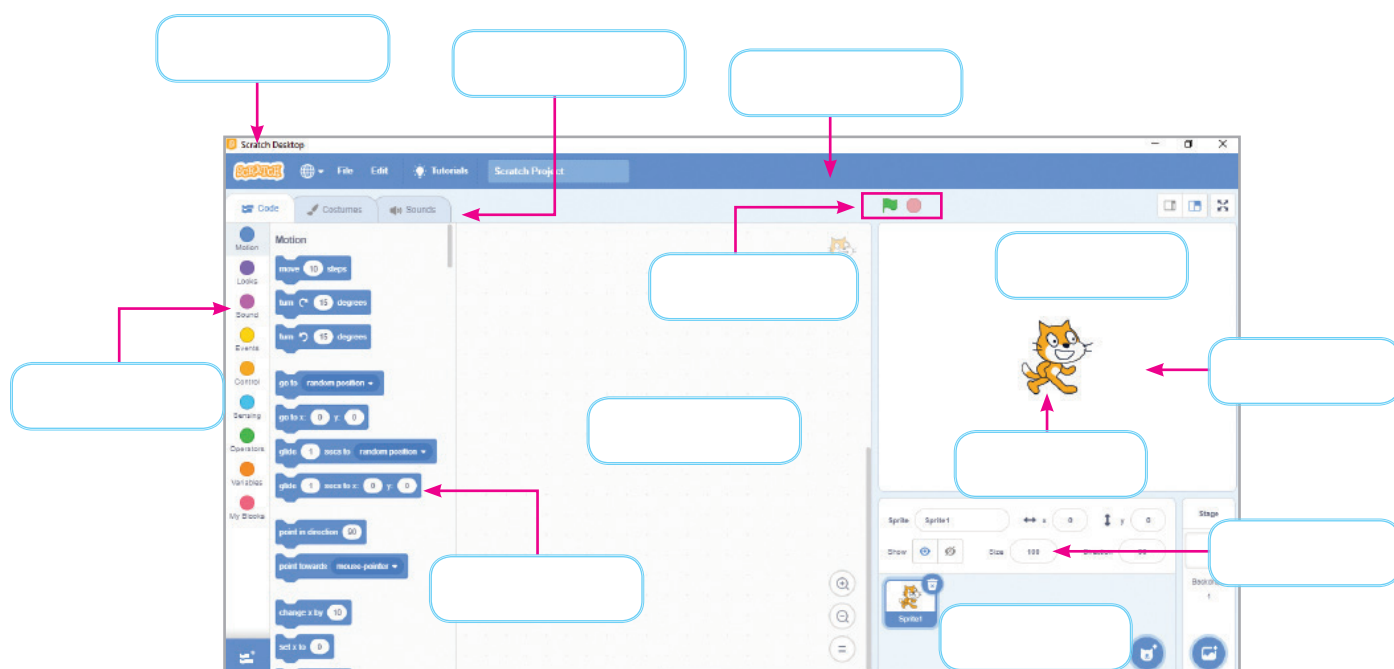 Scratch Desktop
SCRATCH File Edit Tutorials Scratch Project
Code Costumes Sounds
Motion
Looks
Sound
Events
Control
Sensing
Operators
Variables
My Blocks
Motion
move 10 steps
turn 15 degrees
turn 15 degrees
go to random position
go to x: 0 y: 0
glide 1 secs to random position
glide 1 secs to x: 0 y: 0
point in direction 90
point towards mouse-pointer
change x by 10
set x to 0
Sprite Sprite1 x 0 y 0
Show Size 100 Direction
Sprite1
Stage
1